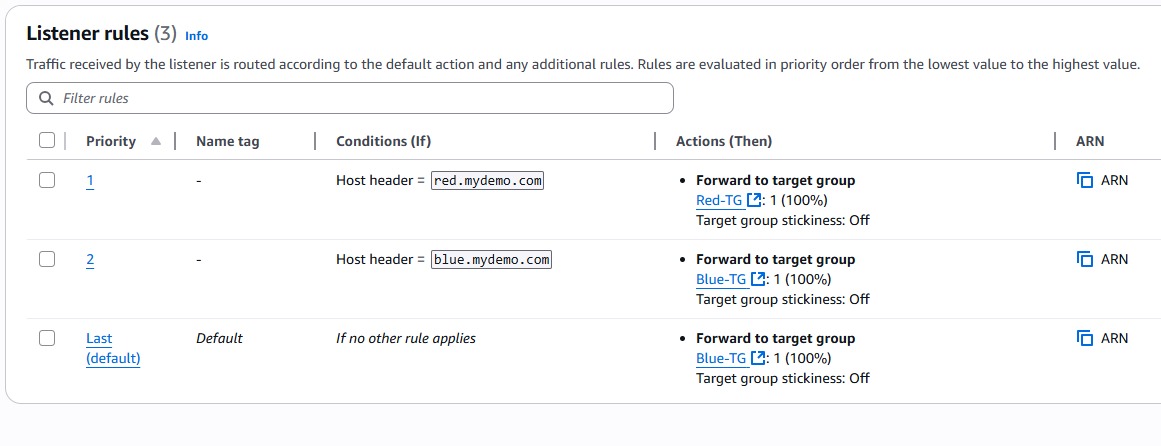 Listener rules (3) Info
Traffic received by the listener is routed according to the default action and any additional rules. Rules are evaluated in priority order from the lowest value to the highest value.
Filter rules
Priority Name tag Conditions (If) Actions (Then) ARN
1 - Host header = red.mydemo.com • Forward to target group ARN
Red-TG : 1 (100%)
Target group stickiness: Off
2 - Host header = blue.mydemo.com • Forward to target group ARN
Blue-TG : 1 (100%)
Target group stickiness: Off
Last Default If no other rule applies • Forward to target group ARN
(default) Blue-TG : 1 (100%)
Target group stickiness: Off